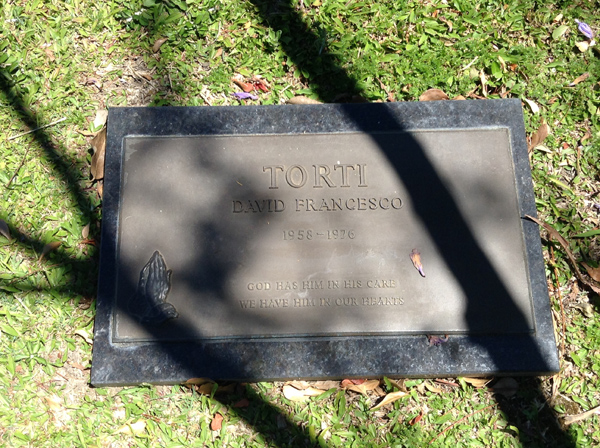 TORTI
DAVID FRANCESCO
1958-1976
GOD HAS HIM IN HIS CARE
WE HAVE HIM IN OUR HEARTS